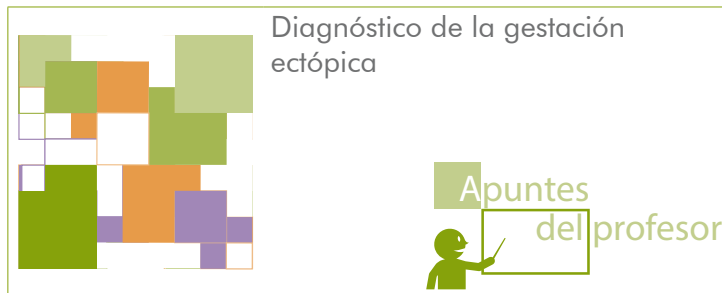 Diagnóstico de la gestación
ectópica
Apuntes
del profesor